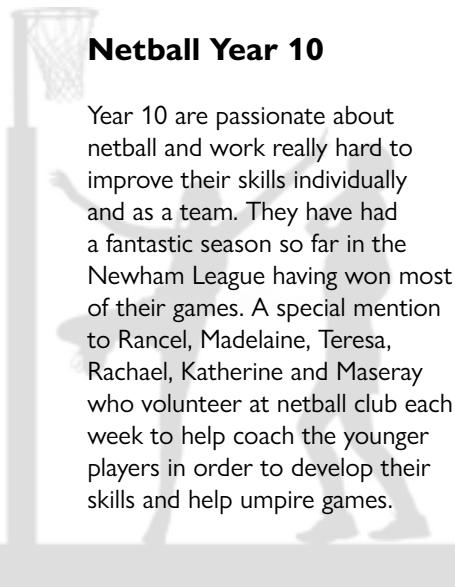 Netball Year 10
Year 10 are passionate about
netball and work really hard to
improve their skills individually
and as a team. They have had
a fantastic season so far in the
Newham League having won most
of their games. A special mention
to Rancel, Madelaine, Teresa,
Rachael, Katherine and Maseray
who volunteer at netball club each
week to help coach the younger
players in order to develop their
skills and help umpire games.